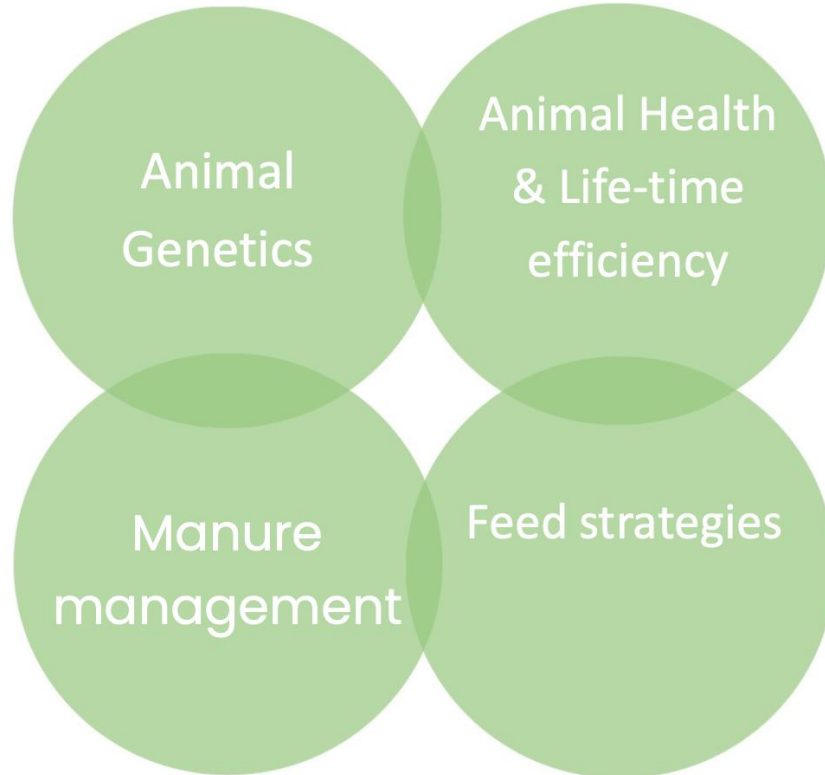 Animal
Genetics
Animal Health
& Life-time
efficiency
Manure
management
Feed strategies